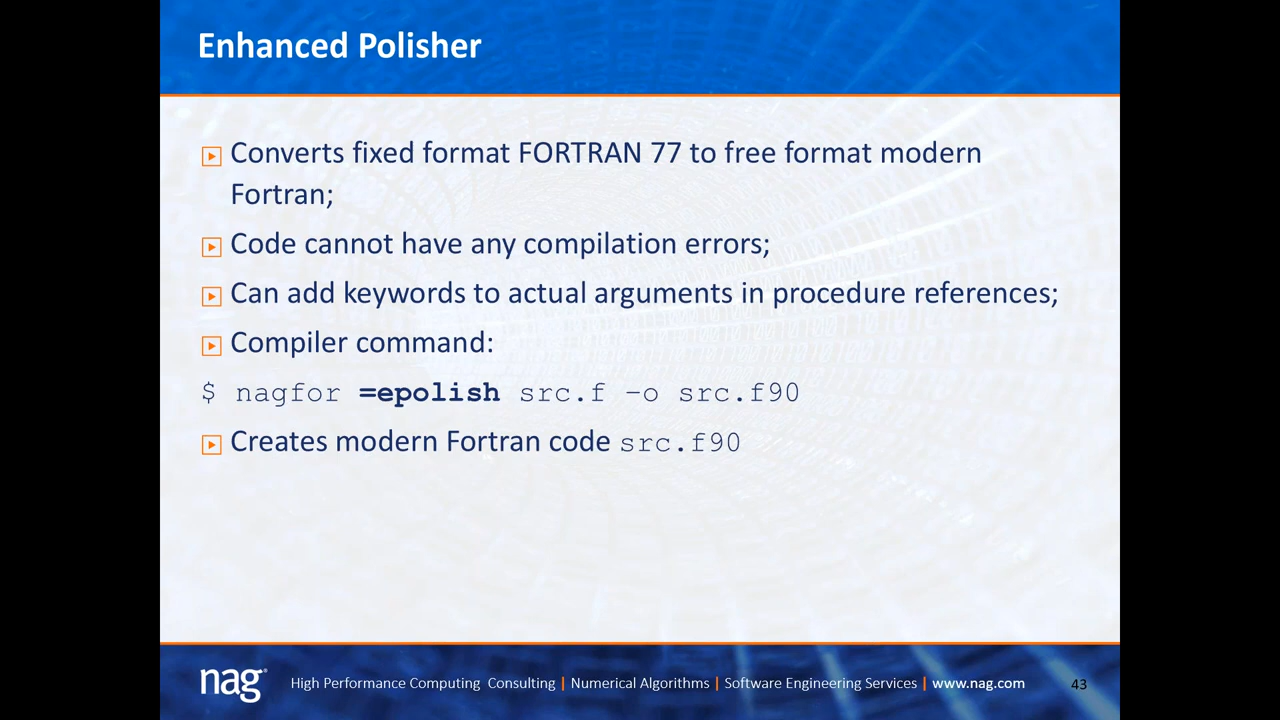 Enhanced Polisher
Converts fixed format FORTRAN 77 to free format modern
Fortran;
Code cannot have any compilation errors;
Can add keywords to actual arguments in procedure references;
Compiler command:
$ nagfor =epolish src.f –o src.f90
Creates modern Fortran code src.f90
nag® High Performance Computing Consulting | Numerical Algorithms | Software Engineering Services | www.nag.com 43